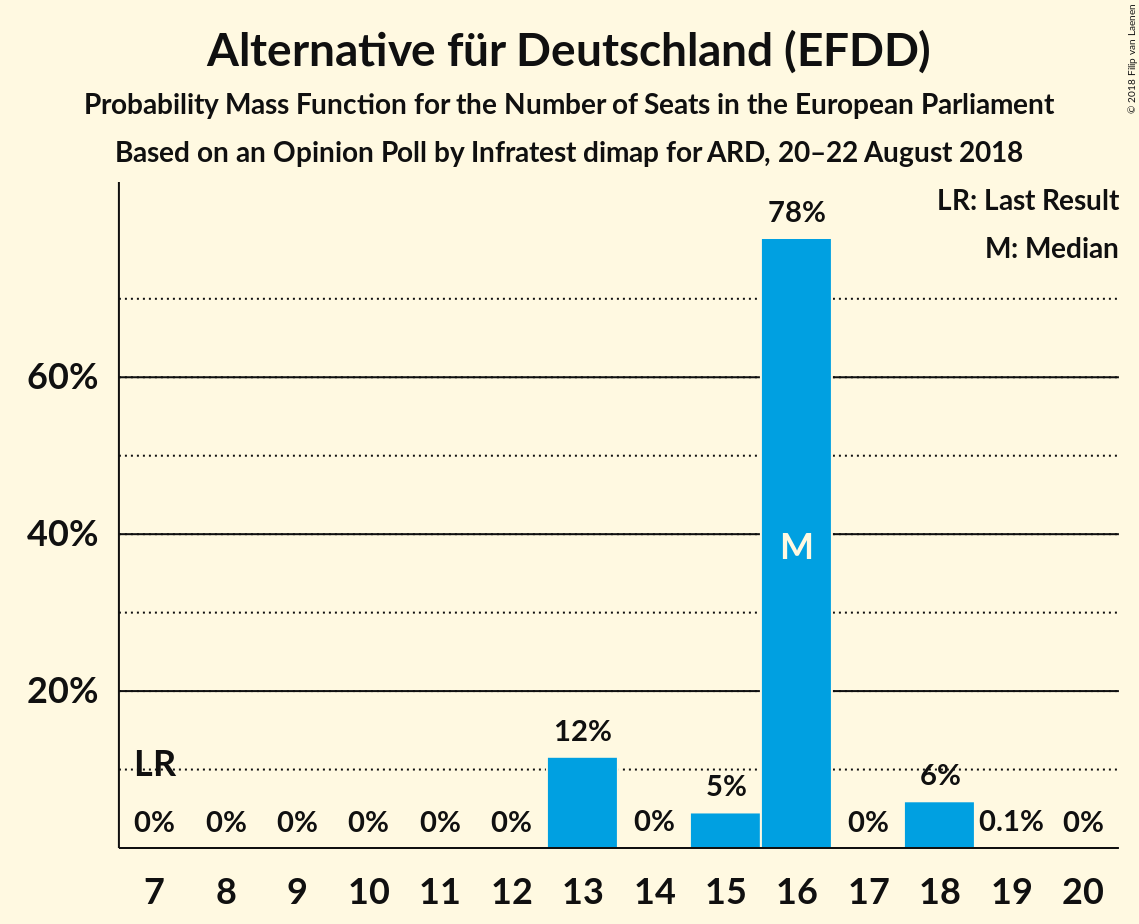 Alternative für Deutschland (EFDD)
Probability Mass Function for the Number of Seats in the European Parliament
Based on an Opinion Poll by Infratest dimap for ARD, 20–22 August 2018
© 2018 Filip van Laenen
LR: Last Result
M: Median
78%
60%
40%
M
20%
12%
LR
5%
6%
0% 0% 0% 0% 0% 0% 0% 0% 0.1% 0%
7 8 9 10 11 12 13 14 15 16 17 18 19 20